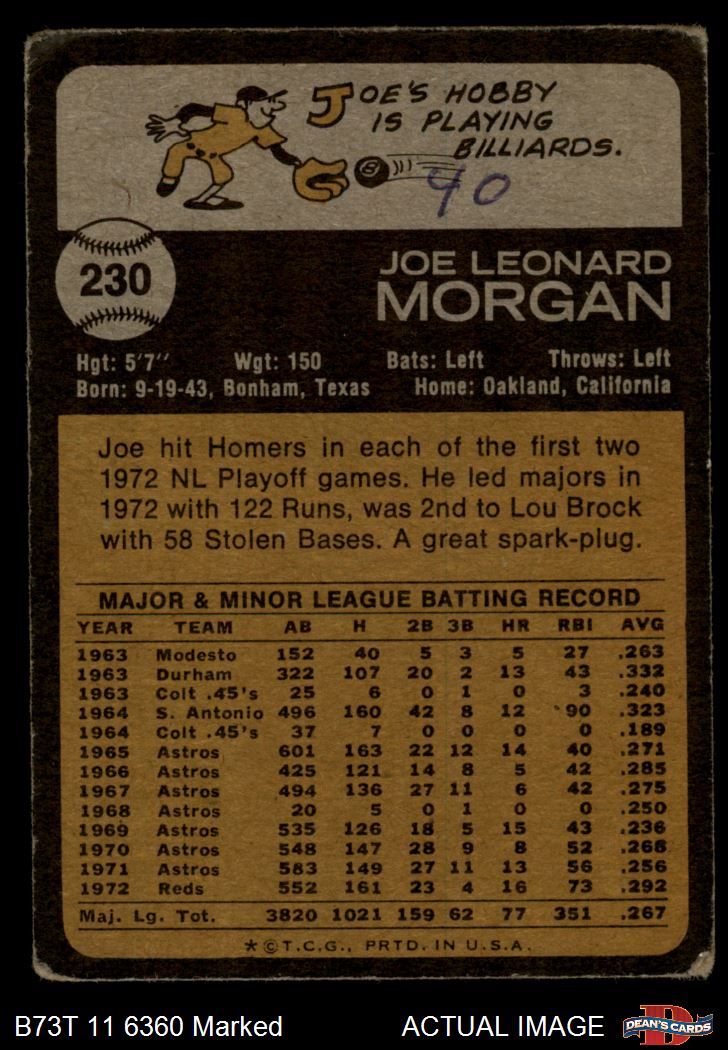 JOE'S HOBBY
IS PLAYING
BILLIARDS.
8
40
230
JOE LEONARD
MORGAN
Hgt: 5'7" Wgt: 150 Bats: Left Throws: Left
Born: 9-19-43, Bonham, Texas Home: Oakland, California
Joe hit Homers in each of the first two
1972 NL Playoff games. He led majors in
1972 with 122 Runs, was 2nd to Lou Brock
with 58 Stolen Bases. A great spark-plug.
MAJOR & MINOR LEAGUE BATTING RECORD
YEAR TEAM AB H 2B 3B HR RBI AVG
1963 Modesto 152 40 5 3 5 27 .263
1963 Durham 322 107 20 2 13 43 .332
1963 Colt .45's 25 6 0 1 0 3 .240
1964 S. Antonio 496 160 42 8 12 90 .323
1964 Colt .45's 37 7 0 0 0 0 .189
1965 Astros 601 163 22 12 14 40 .271
1966 Astros 425 121 14 8 5 42 .285
1967 Astros 494 136 27 11 6 42 .275
1968 Astros 20 5 0 1 0 0 .250
1969 Astros 535 126 18 5 15 43 .236
1970 Astros 548 147 28 9 8 52 .268
1971 Astros 583 149 27 11 13 56 .256
1972 Reds 552 161 23 4 16 73 .292
Maj. Lg. Tot. 3820 1021 159 62 77 351 .267
*©T.C.G., PRTD. IN U.S.A.
B73T 11 6360 Marked ACTUAL IMAGE
D
DEAN'S CARDS